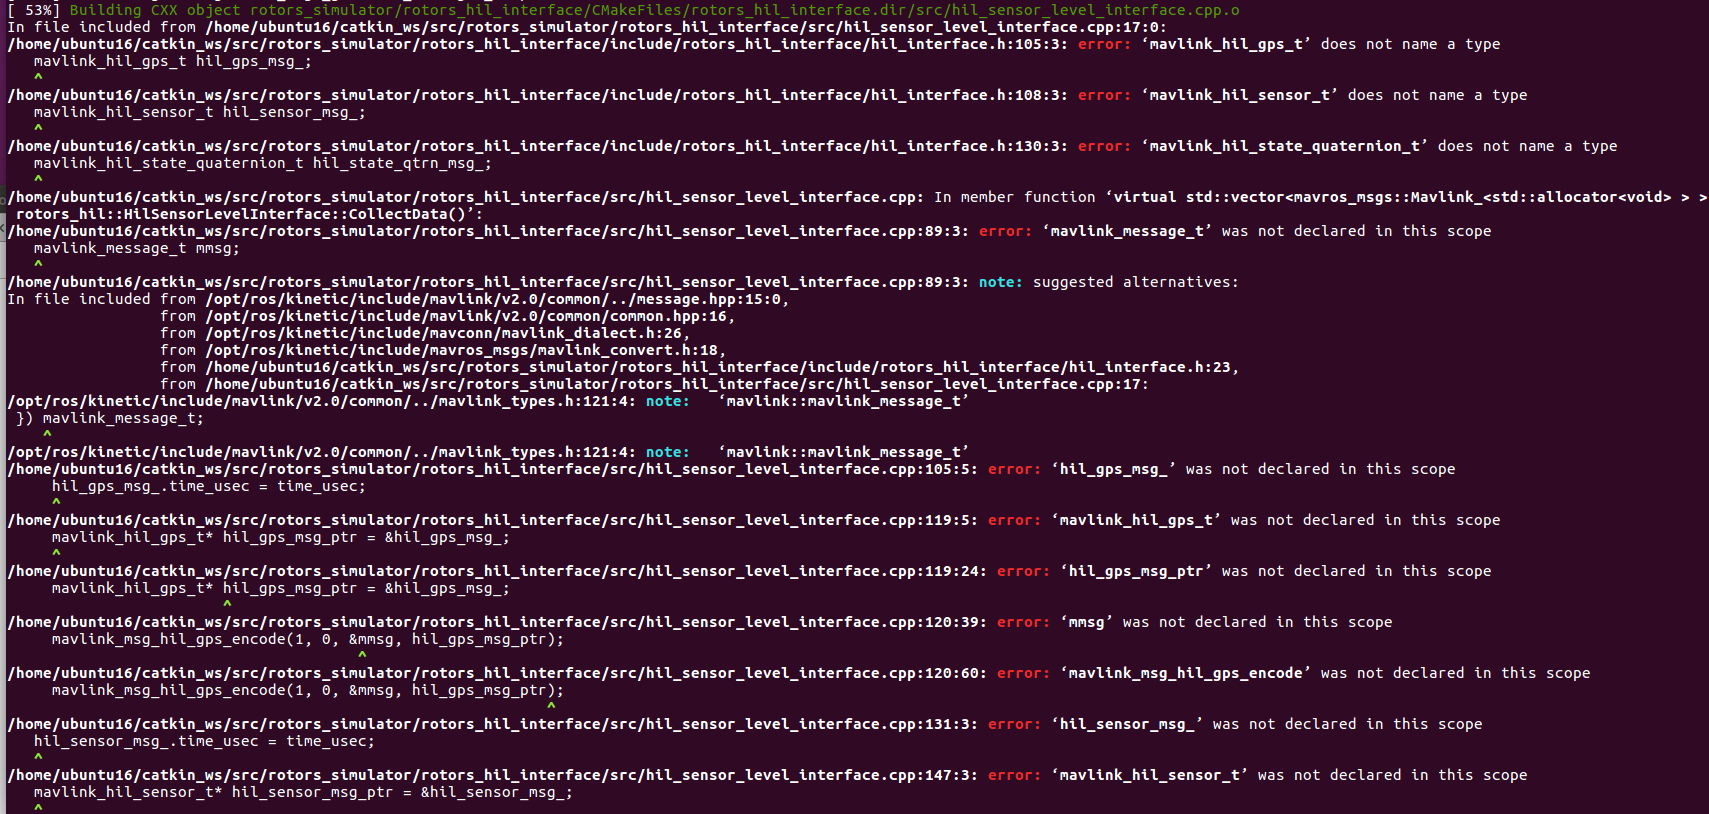 [ 53%] Building CXX object rotors_simulator/rotors_hil_interface/CMakeFiles/rotors_hil_interface.dir/src/hil_sensor_level_interface.cpp.o
In file included from /home/ubuntu16/catkin_ws/src/rotors_simulator/rotors_hil_interface/src/hil_sensor_level_interface.cpp:17:0:
/home/ubuntu16/catkin_ws/src/rotors_simulator/rotors_hil_interface/include/rotors_hil_interface/hil_interface.h:105:3: error: ‘mavlink_hil_gps_t’ does not name a type
   mavlink_hil_gps_t hil_gps_msg_;
   ^
/home/ubuntu16/catkin_ws/src/rotors_simulator/rotors_hil_interface/include/rotors_hil_interface/hil_interface.h:108:3: error: ‘mavlink_hil_sensor_t’ does not name a type
   mavlink_hil_sensor_t hil_sensor_msg_;
   ^
/home/ubuntu16/catkin_ws/src/rotors_simulator/rotors_hil_interface/include/rotors_hil_interface/hil_interface.h:130:3: error: ‘mavlink_hil_state_quaternion_t’ does not name a type
   mavlink_hil_state_quaternion_t hil_state_qtrn_msg_;
   ^
/home/ubuntu16/catkin_ws/src/rotors_simulator/rotors_hil_interface/src/hil_sensor_level_interface.cpp: In member function ‘virtual std::vector<mavros_msgs::Mavlink_<std::allocator<void> > >
 rotors_hil::HilSensorLevelInterface::CollectData()’:
/home/ubuntu16/catkin_ws/src/rotors_simulator/rotors_hil_interface/src/hil_sensor_level_interface.cpp:89:3: error: ‘mavlink_message_t’ was not declared in this scope
   mavlink_message_t mmsg;
   ^
/home/ubuntu16/catkin_ws/src/rotors_simulator/rotors_hil_interface/src/hil_sensor_level_interface.cpp:89:3: note: suggested alternatives:
In file included from /opt/ros/kinetic/include/mavlink/v2.0/common/../message.hpp:15:0,
                 from /opt/ros/kinetic/include/mavlink/v2.0/common/common.hpp:16,
                 from /opt/ros/kinetic/include/mavconn/mavlink_dialect.h:26,
                 from /opt/ros/kinetic/include/mavros_msgs/mavlink_convert.h:18,
                 from /home/ubuntu16/catkin_ws/src/rotors_simulator/rotors_hil_interface/include/rotors_hil_interface/hil_interface.h:23,
                 from /home/ubuntu16/catkin_ws/src/rotors_simulator/rotors_hil_interface/src/hil_sensor_level_interface.cpp:17:
/opt/ros/kinetic/include/mavlink/v2.0/common/../mavlink_types.h:121:4: note:   ‘mavlink::mavlink_message_t’
 }) mavlink_message_t;
    ^
/opt/ros/kinetic/include/mavlink/v2.0/common/../mavlink_types.h:121:4: note:   ‘mavlink::mavlink_message_t’
/home/ubuntu16/catkin_ws/src/rotors_simulator/rotors_hil_interface/src/hil_sensor_level_interface.cpp:105:5: error: ‘hil_gps_msg_’ was not declared in this scope
     hil_gps_msg_.time_usec = time_usec;
     ^
/home/ubuntu16/catkin_ws/src/rotors_simulator/rotors_hil_interface/src/hil_sensor_level_interface.cpp:119:5: error: ‘mavlink_hil_gps_t’ was not declared in this scope
     mavlink_hil_gps_t* hil_gps_msg_ptr = &hil_gps_msg_;
     ^
/home/ubuntu16/catkin_ws/src/rotors_simulator/rotors_hil_interface/src/hil_sensor_level_interface.cpp:119:24: error: ‘hil_gps_msg_ptr’ was not declared in this scope
     mavlink_hil_gps_t* hil_gps_msg_ptr = &hil_gps_msg_;
                        ^
/home/ubuntu16/catkin_ws/src/rotors_simulator/rotors_hil_interface/src/hil_sensor_level_interface.cpp:120:39: error: ‘mmsg’ was not declared in this scope
     mavlink_msg_hil_gps_encode(1, 0, &mmsg, hil_gps_msg_ptr);
                                       ^
/home/ubuntu16/catkin_ws/src/rotors_simulator/rotors_hil_interface/src/hil_sensor_level_interface.cpp:120:60: error: ‘mavlink_msg_hil_gps_encode’ was not declared in this scope
     mavlink_msg_hil_gps_encode(1, 0, &mmsg, hil_gps_msg_ptr);
                                                            ^
/home/ubuntu16/catkin_ws/src/rotors_simulator/rotors_hil_interface/src/hil_sensor_level_interface.cpp:131:3: error: ‘hil_sensor_msg_’ was not declared in this scope
   hil_sensor_msg_.time_usec = time_usec;
   ^
/home/ubuntu16/catkin_ws/src/rotors_simulator/rotors_hil_interface/src/hil_sensor_level_interface.cpp:147:3: error: ‘mavlink_hil_sensor_t’ was not declared in this scope
   mavlink_hil_sensor_t* hil_sensor_msg_ptr = &hil_sensor_msg_;
   ^